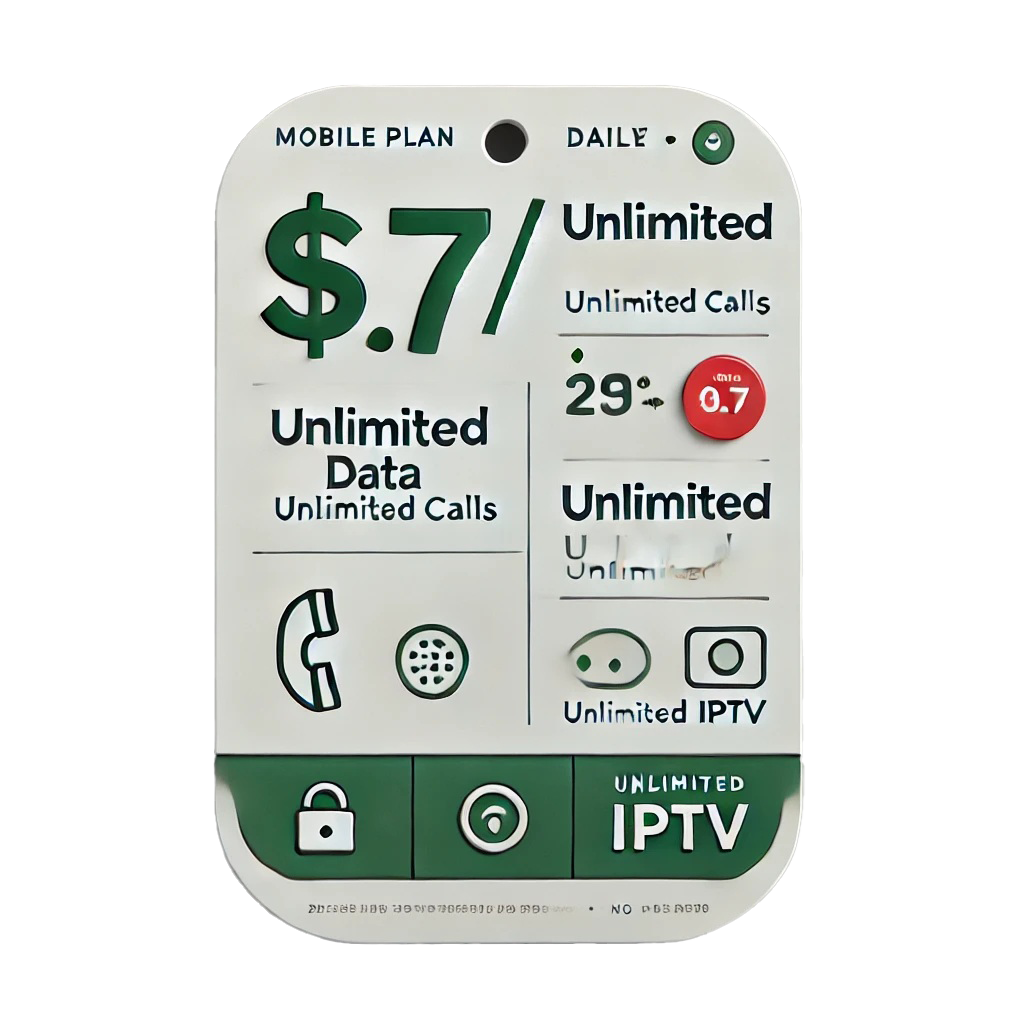 MOBILE PLAN
DAILY
$.7/
Unlimited
Data
Unlimited Calls
Unlimited
Unlimited Calls
29
0.7
Unlimited
Unlimited IPTV
UNLIMITED
IPTV
NO